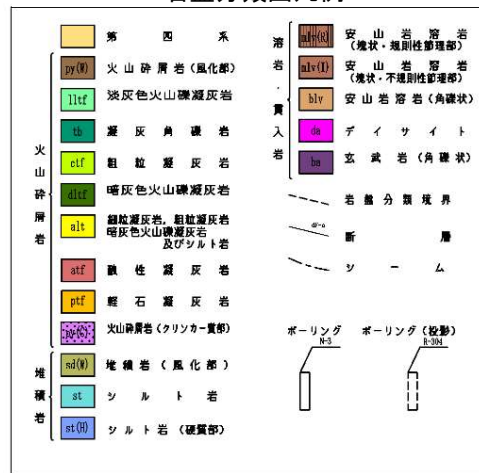 第四系
火山砕屑岩
py(W) 火山砕屑岩(風化部)
lltf 淡灰色火山礫凝灰岩
tb 凝灰角礫岩
ctf 粗粒凝灰岩
dltf 暗灰色火山礫凝灰岩
alt 細粒凝灰岩，粗粒凝灰岩
暗灰色火山礫凝灰岩
及びシルト岩
atf 酸性凝灰岩
ptf 軽石凝灰岩
火山砕屑岩(クリンカー質部)
堆積岩
sd(W) 堆積岩(風化部)
st シルト岩
st(H) シルト岩(硬質部)
溶岩・貫入岩
mlv(R) 安山岩溶岩
(塊状・規則性節理部)
mlv(I) 安山岩溶岩
(塊状・不規則性節理部)
blv 安山岩溶岩(角礫状)
da デイサイト
ba 玄武岩(角礫状)
岩盤分類境界
断層
シーム
ボーリング
N-3
ボーリング(投影)
R-304